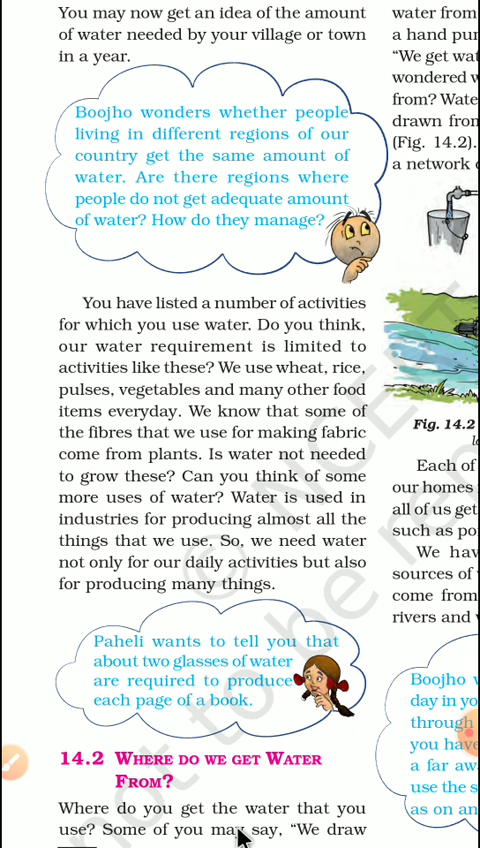 You may now get an idea of the amount
of water needed by your village or town
in a year.
Boojho wonders whether people
living in different regions of our
country get the same amount of
water. Are there regions where
people do not get adequate amount
of water? How do they manage?
You have listed a number of activities
for which you use water. Do you think,
our water requirement is limited to
activities like these? We use wheat, rice,
pulses, vegetables and many other food
items everyday. We know that some of
the fibres that we use for making fabric
come from plants. Is water not needed
to grow these? Can you think of some
more uses of water? Water is used in
industries for producing almost all the
things that we use. So, we need water
not only for our daily activities but also
for producing many things.
Paheli wants to tell you that
about two glasses of water
are required to produce
each page of a book.
14.2 WHERE DO WE GET WATER
FROM?
Where do you get the water that you
use? Some of you may say, “We draw
water from
a hand pu
“We get wat
wondered w
from? Wate
drawn from
(Fig. 14.2).
a network
Fig. 14.2
Each of
our homes
all of us get
such as po
We hav
sources of
come from
rivers and
Boojho
day in yo
through
you have
a far aw
use the s
as on an
© NCERT
not to be rep